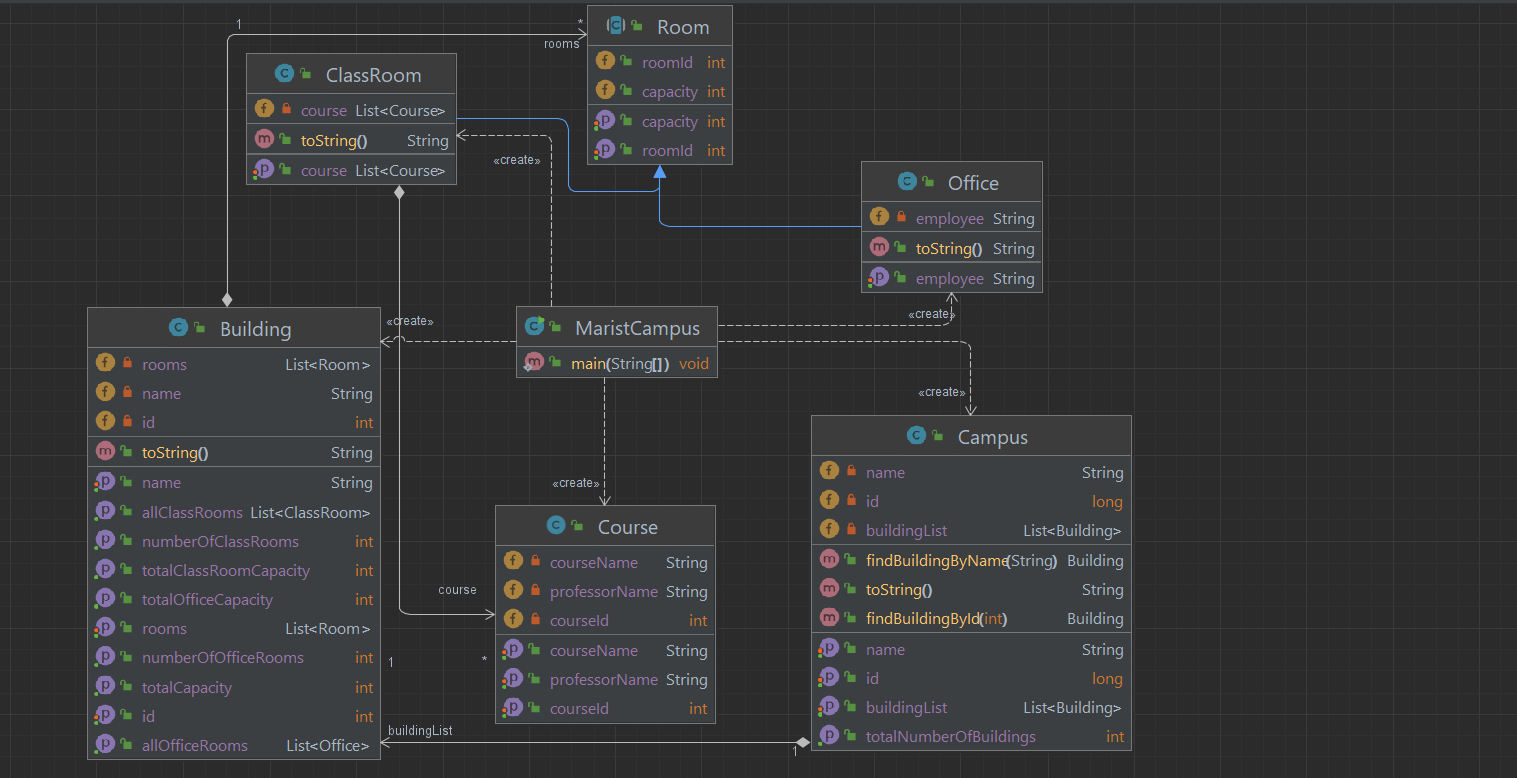 1
*
rooms
Room
roomId int
capacity int
capacity int
roomId int
ClassRoom
course List<Course>
toString() String
course List<Course>
«create»
Office
employee String
toString() String
employee String
«create»
«create»
MaristCampus
main(String[]) void
«create»
«create»
Building
rooms List<Room>
name String
id int
toString() String
name String
allClassRooms List<ClassRoom>
numberOfClassRooms int
totalClassRoomCapacity int
totalOfficeCapacity int
rooms List<Room>
numberOfOfficeRooms int
totalCapacity int
id int
allOfficeRooms List<Office>
course
1
*
Course
courseName String
professorName String
courseId int
courseName String
professorName String
courseId int
Campus
name String
id long
buildingList List<Building>
findBuildingByName(String) Building
toString() String
findBuildingById(int) Building
name String
id long
buildingList List<Building>
totalNumberOfBuildings int
buildingList
1